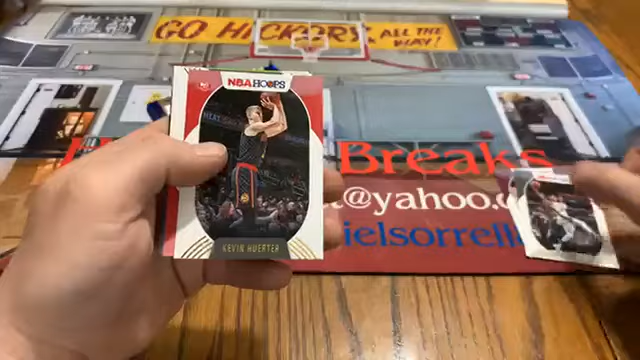 GO HICKORY ALL THE WAY!
NBA HOOPS
KEVIN HUERTER
Breaks
@yahoo.c
ielsorrell